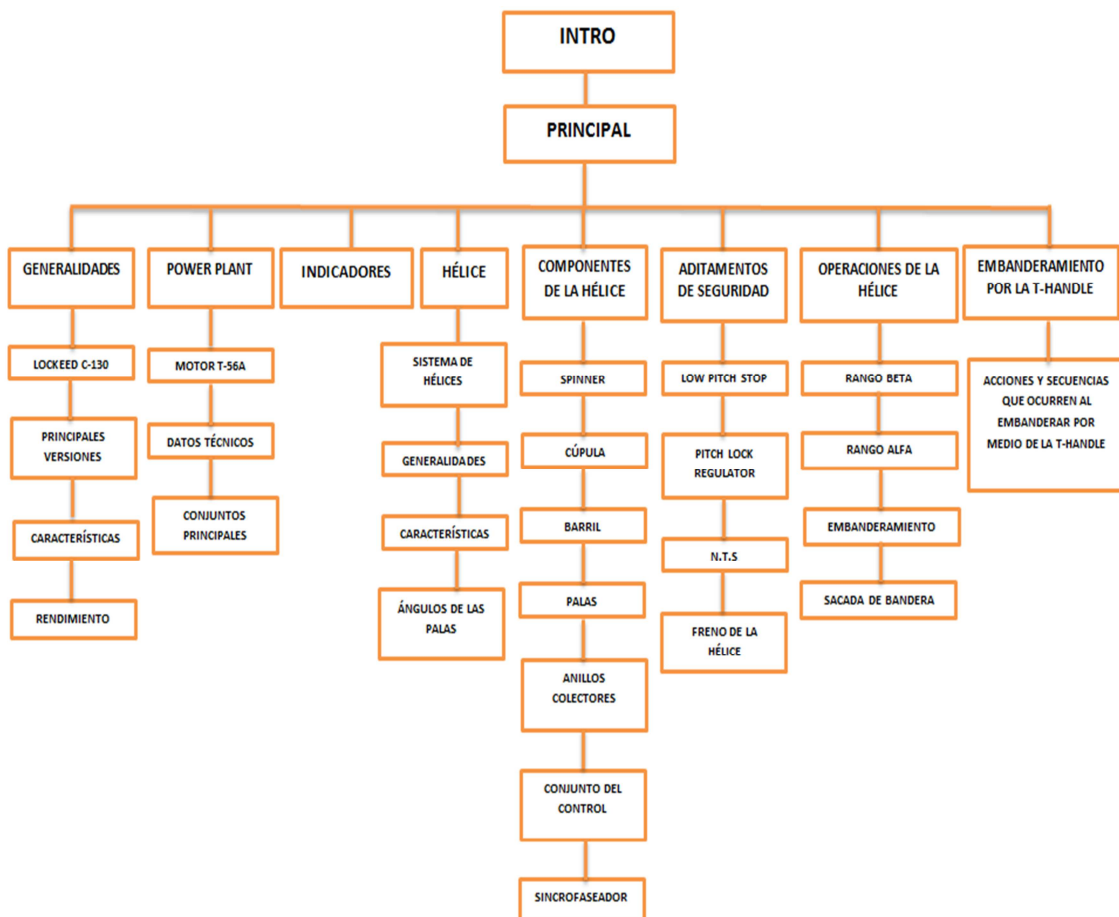 INTRO
PRINCIPAL
GENERALIDADES
LOCKEED C-130
PRINCIPALES
VERSIONES
CARACTERÍSTICAS
RENDIMIENTO
POWER PLANT
MOTOR T-56A
DATOS TÉCNICOS
CONJUNTOS
PRINCIPALES
INDICADORES
HÉLICE
SISTEMA DE
HÉLICES
GENERALIDADES
CARACTERÍSTICAS
ÁNGULOS DE LAS
PALAS
COMPONENTES
DE LA HÉLICE
SPINNER
CÚPULA
BARRIL
PALAS
ANILLOS
COLECTORES
CONJUNTO DEL
CONTROL
SINCROFASEADOR
ADITAMENTOS
DE SEGURIDAD
LOW PITCH STOP
PITCH LOCK
REGULATOR
N.T.S
FRENO DE LA
HÉLICE
OPERACIONES DE LA
HÉLICE
RANGO BETA
RANGO ALFA
EMBANDERAMIENTO
SACADA DE BANDERA
EMBANDERAMIENTO
POR LA T-HANDLE
ACCIONES Y SECUENCIAS
QUE OCURREN AL
EMBANDERAR POR
MEDIO DE LA T-HANDLE